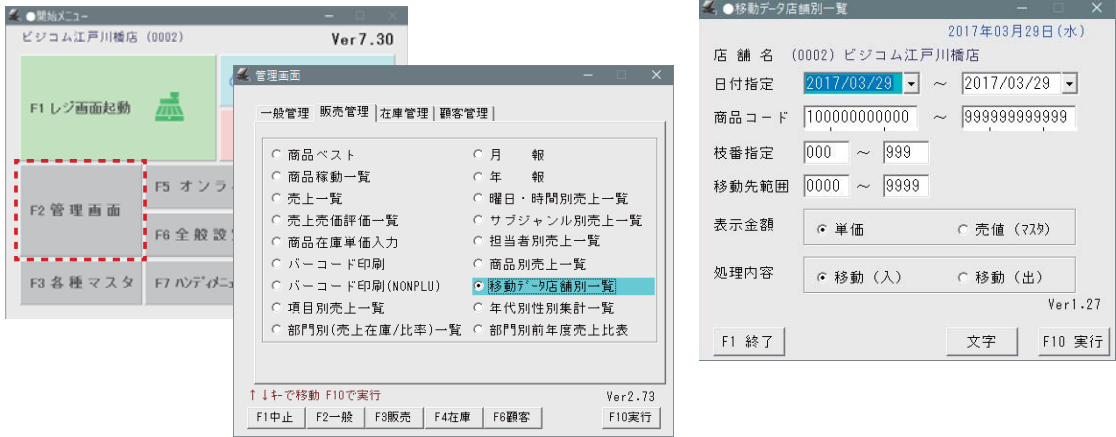 ●開始メニュー
ビジコム江戸川橋店 (0002)
Ver7.30
F1 レジ画面起動
F2 管理画面
F5 オンラ
F6 全般設
F3 各種マスタ
F7 ハンディメニュ
管理画面
一般管理 販売管理 在庫管理 顧客管理
商品ベスト 月 報
商品稼動一覧 年 報
売上一覧 曜日・時間別売上一覧
売上売価評価一覧 サブジャンル別売上一覧
商品在庫単価入力 担当者別売上一覧
バーコード印刷 商品別売上一覧
バーコード印刷(NONPLU) 移動データ店舗別一覧
項目別売上一覧 年代別性別集計一覧
部門別(売上在庫/比率)一覧 部門別前年度売上比表
↑↓キーで移動 F10で実行
Ver2.73
F1中止 F2一般 F3販売 F4在庫 F6顧客 F10実行
●移動データ店舗別一覧
2017年03月29日(水)
店 舗 名 (0002) ビジコム江戸川橋店
日付指定 2017/03/29 ～ 2017/03/29
商品コード 100000000000 ～ 999999999999
枝番指定 000 ～ 999
移動先範囲 0000 ～ 9999
表示金額 単価 売値 (マスタ)
処理内容 移動 (入) 移動 (出)
Ver1.27
F1 終了 文字 F10 実行